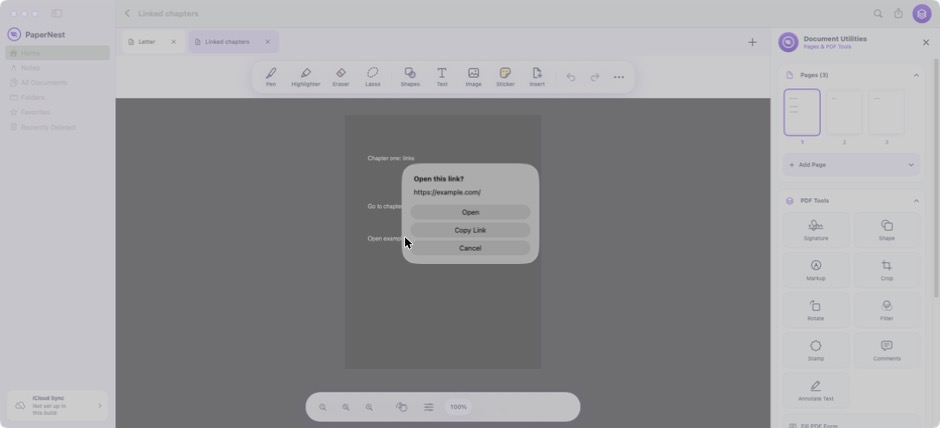 Linked chapters
PaperNest
Home
Notes
All Documents
Folders
Favorites
Recently Deleted
iCloud Sync
Not set up in
this build
Letter
Linked chapters
Pen
Highlighter
Eraser
Lasso
Shapes
Text
Image
Sticker
Insert
Chapter one: links
Go to chapte
Open examp
Open this link?
https://example.com/
Open
Copy Link
Cancel
100%
Document Utilities
Pages & PDF Tools
Pages (3)
1
2
3
Add Page
PDF Tools
Signature
Shape
Markup
Crop
Rotate
Filter
Stamp
Comments
Annotate Text
Fill PDF Form